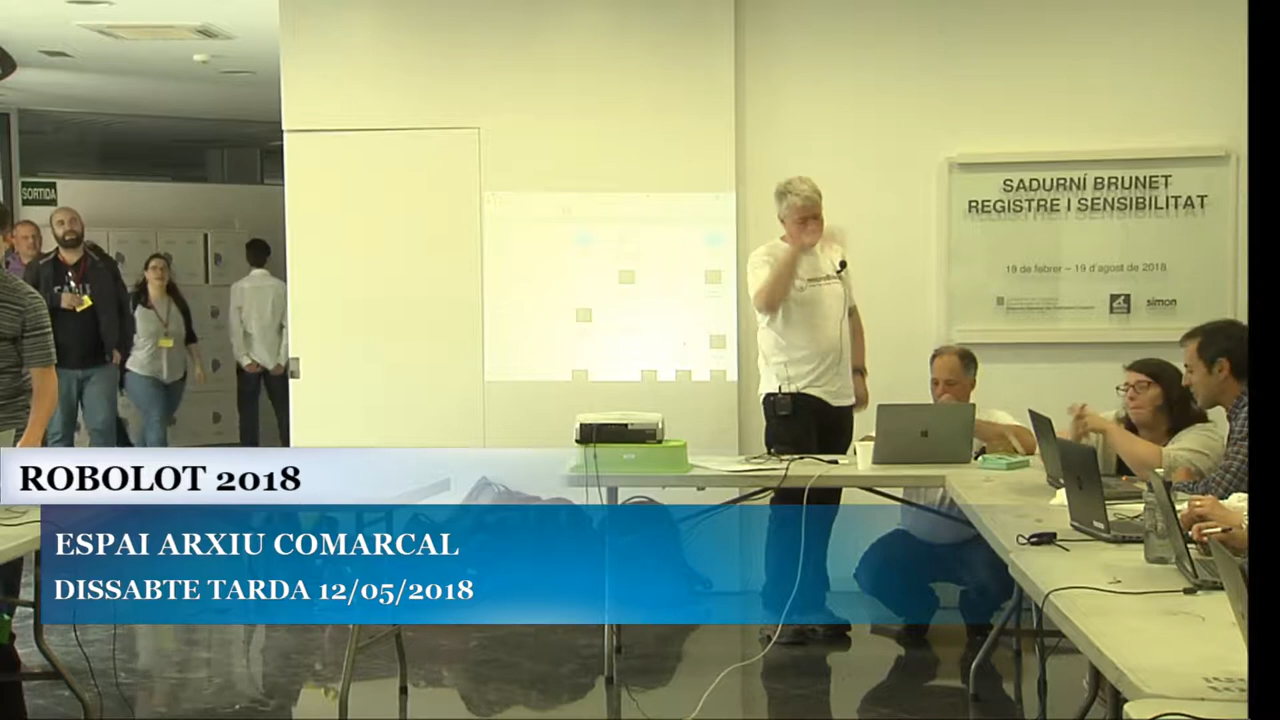 SORTIDA
SADURNÍ BRUNET
REGISTRE I SENSIBILITAT
19 de febrer – 19 d'agost de 2018
simon
ROBOLOT 2018
ESPAI ARXIU COMARCAL
DISSABTE TARDA 12/05/2018